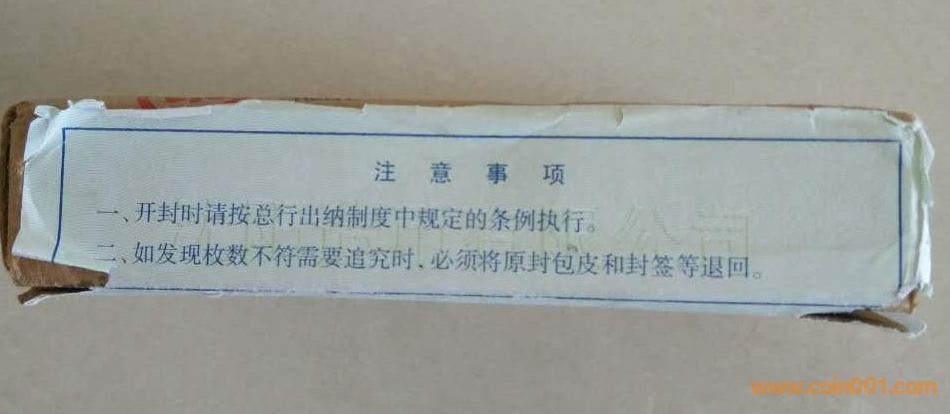 注意事项
一、开封时请按总行出纳制度中规定的条例执行。
二、如发现枚数不符需要追究时，必须将原封包皮和封签等退回。
www.coin001.com